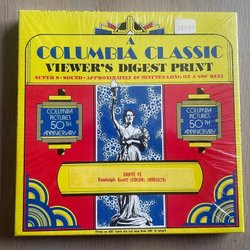 A
COLUMBIA CLASSIC
VIEWER'S DIGEST PRINT
SUPER 8 • SOUND • APPROXIMATELY 20 MINUTES LONG ON A 400' REEL
COLUMBIA
PICTURES
50TH
ANNIVERSARY
COLUMBIA
PICTURES
50TH
ANNIVERSARY
SANTE FE
Randolph Scott (COLOR)